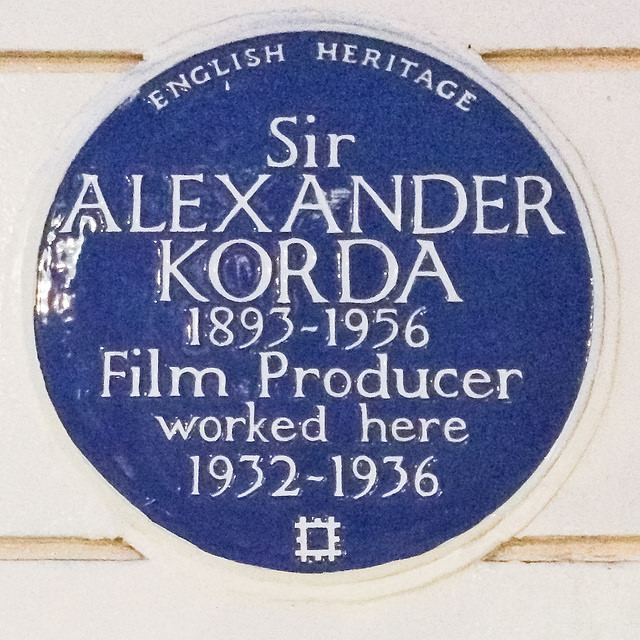 ENGLISH HERITAGE
Sir
ALEXANDER
KORDA
1893-1956
Film Producer
worked here
1932-1936